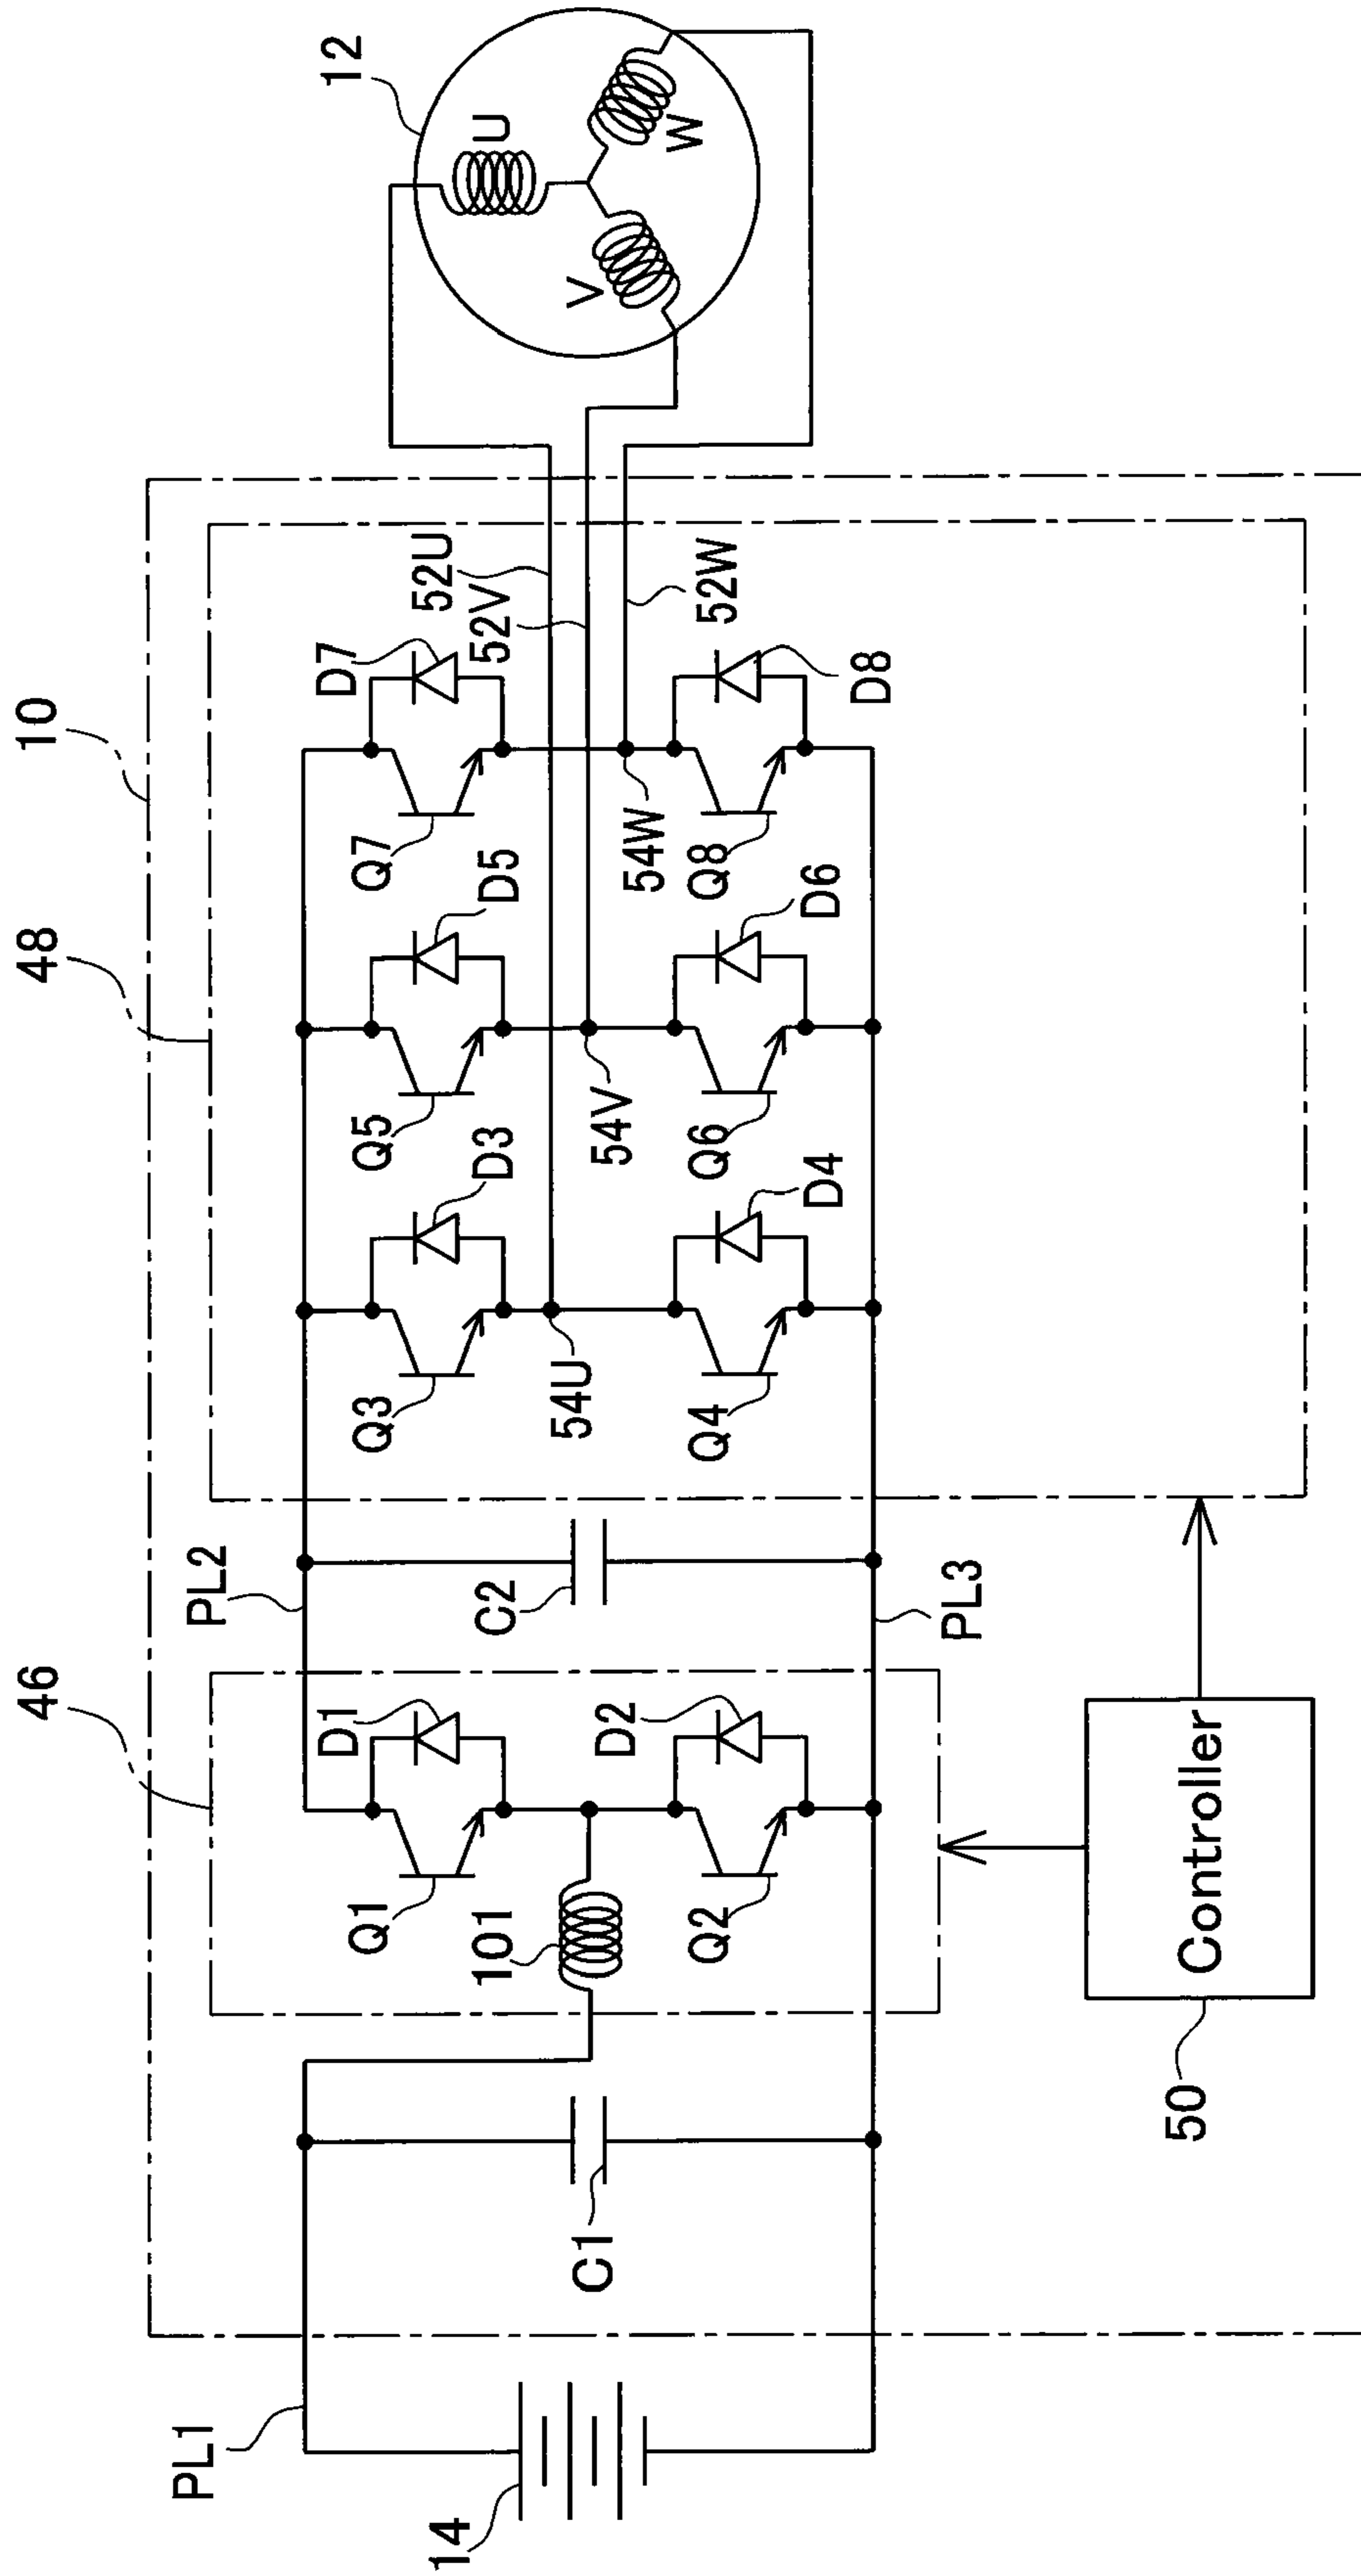 10
46
48
12
PL1
PL2
D1
D3
D5
D7
Q1
Q3
Q5
Q7
52U
52V
U
V
W
14
C1
101
C2
54U
54V
54W
52W
D2
D4
D6
D8
Q2
Q4
Q6
Q8
PL3
50
Controller